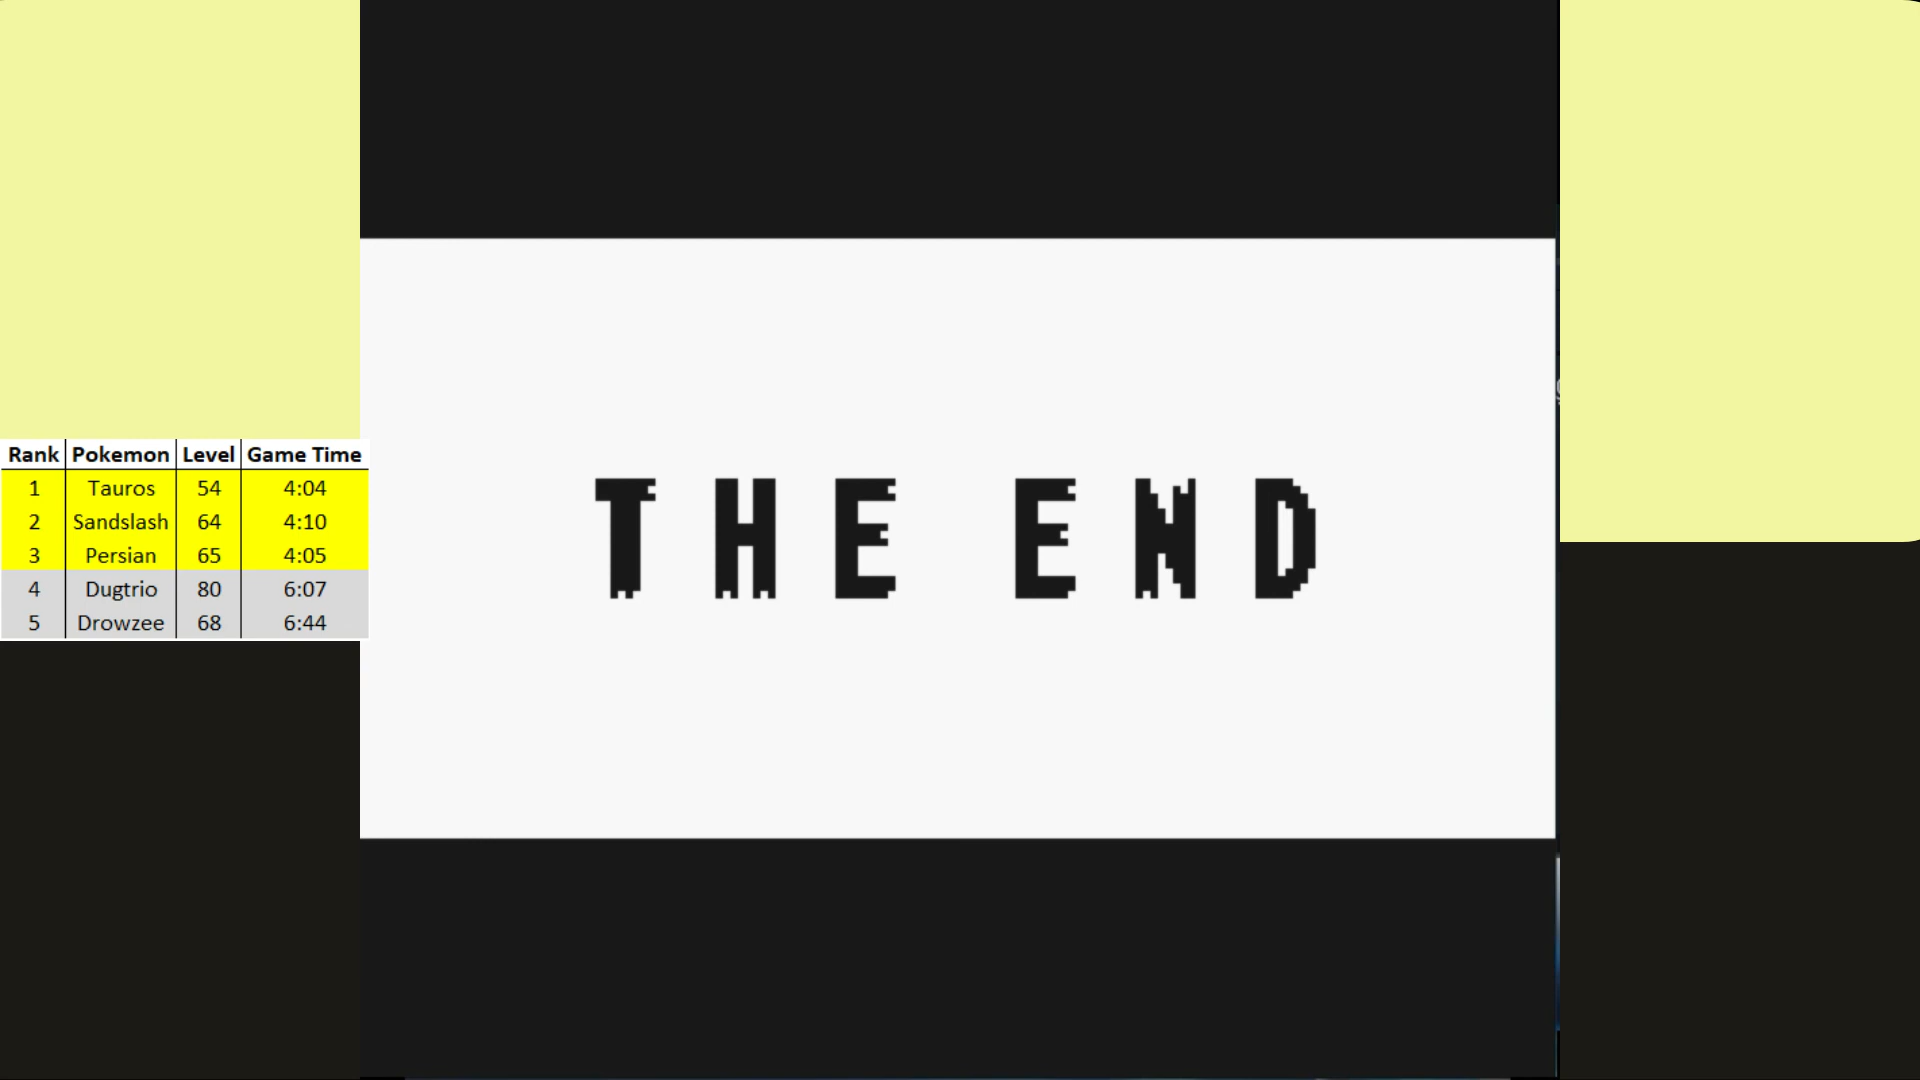 Rank Pokemon Level Game Time
1 Tauros 54 4:04
2 Sandslash 64 4:10
3 Persian 65 4:05
4 Dugtrio 80 6:07
5 Drowzee 68 6:44
THE END